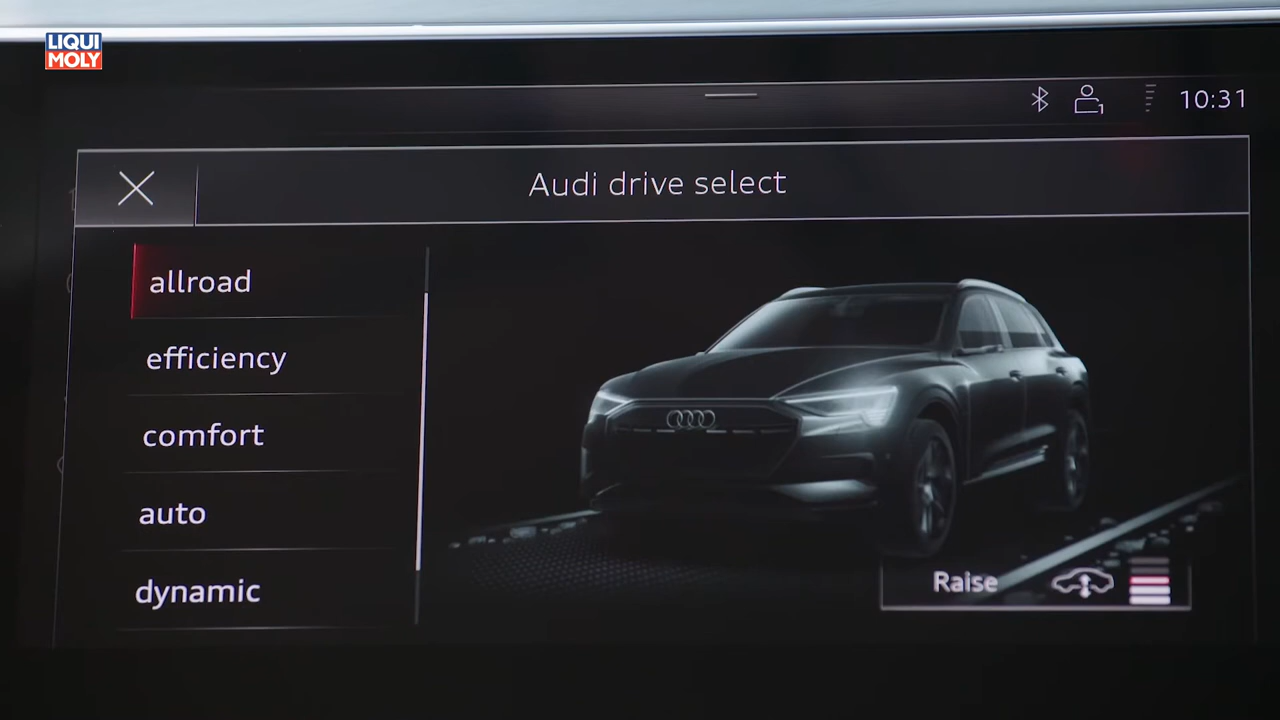 LIQUI
MOLY
10:31
Audi drive select
allroad
efficiency
comfort
auto
dynamic
Raise